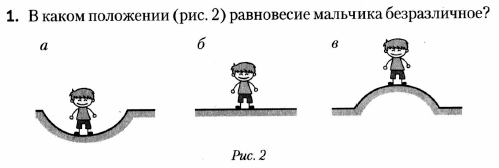 1. В каком положении (рис. 2) равновесие мальчика безразличное?
а б в
Рис. 2